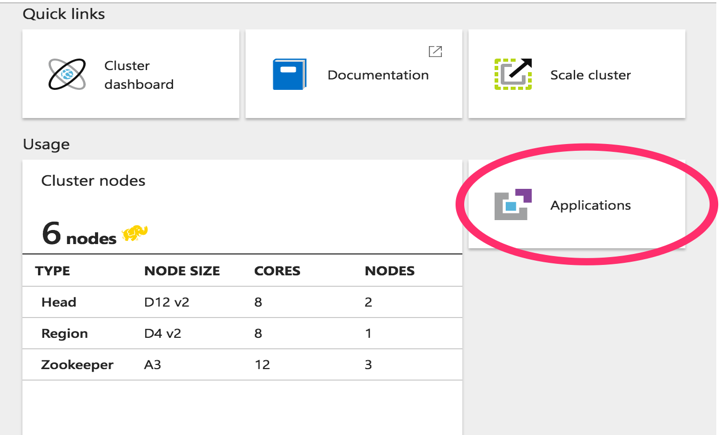 Quick links
Cluster
dashboard
Documentation
Scale cluster
Usage
Cluster nodes
6 nodes
Applications
TYPE NODE SIZE CORES NODES
Head D12 v2 8 2
Region D4 v2 8 1
Zookeeper A3 12 3